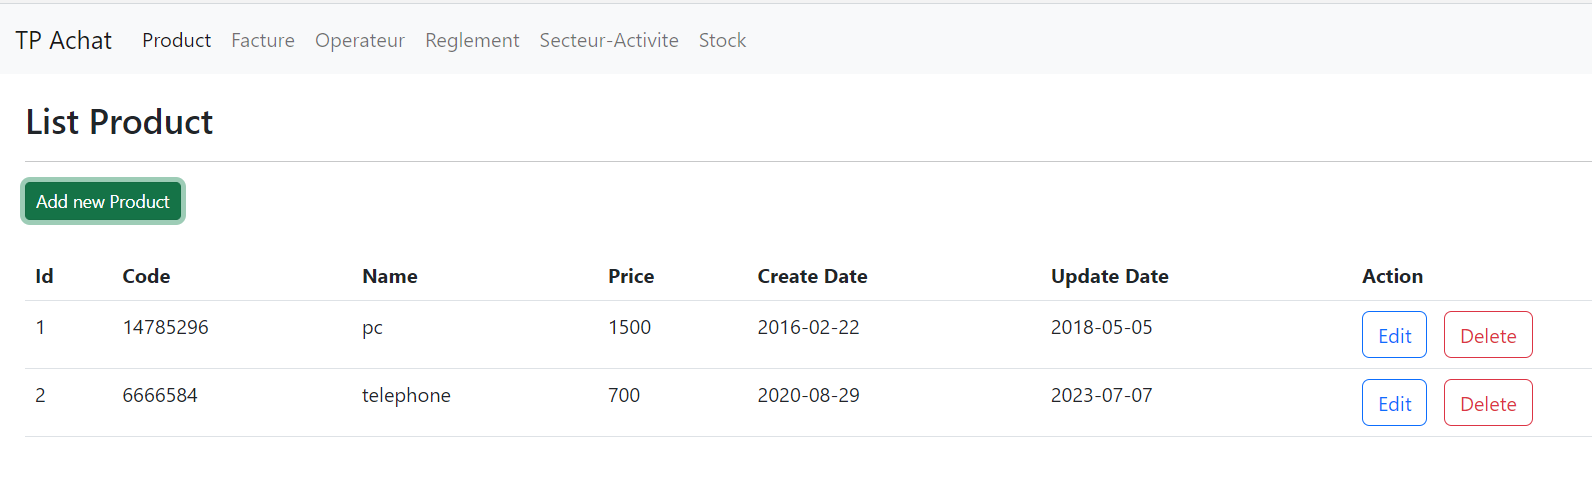 TP Achat Product Facture Operateur Reglement Secteur-Activite Stock
List Product
Add new Product
Id Code Name Price Create Date Update Date Action
1 14785296 pc 1500 2016-02-22 2018-05-05 Edit Delete
2 6666584 telephone 700 2020-08-29 2023-07-07 Edit Delete